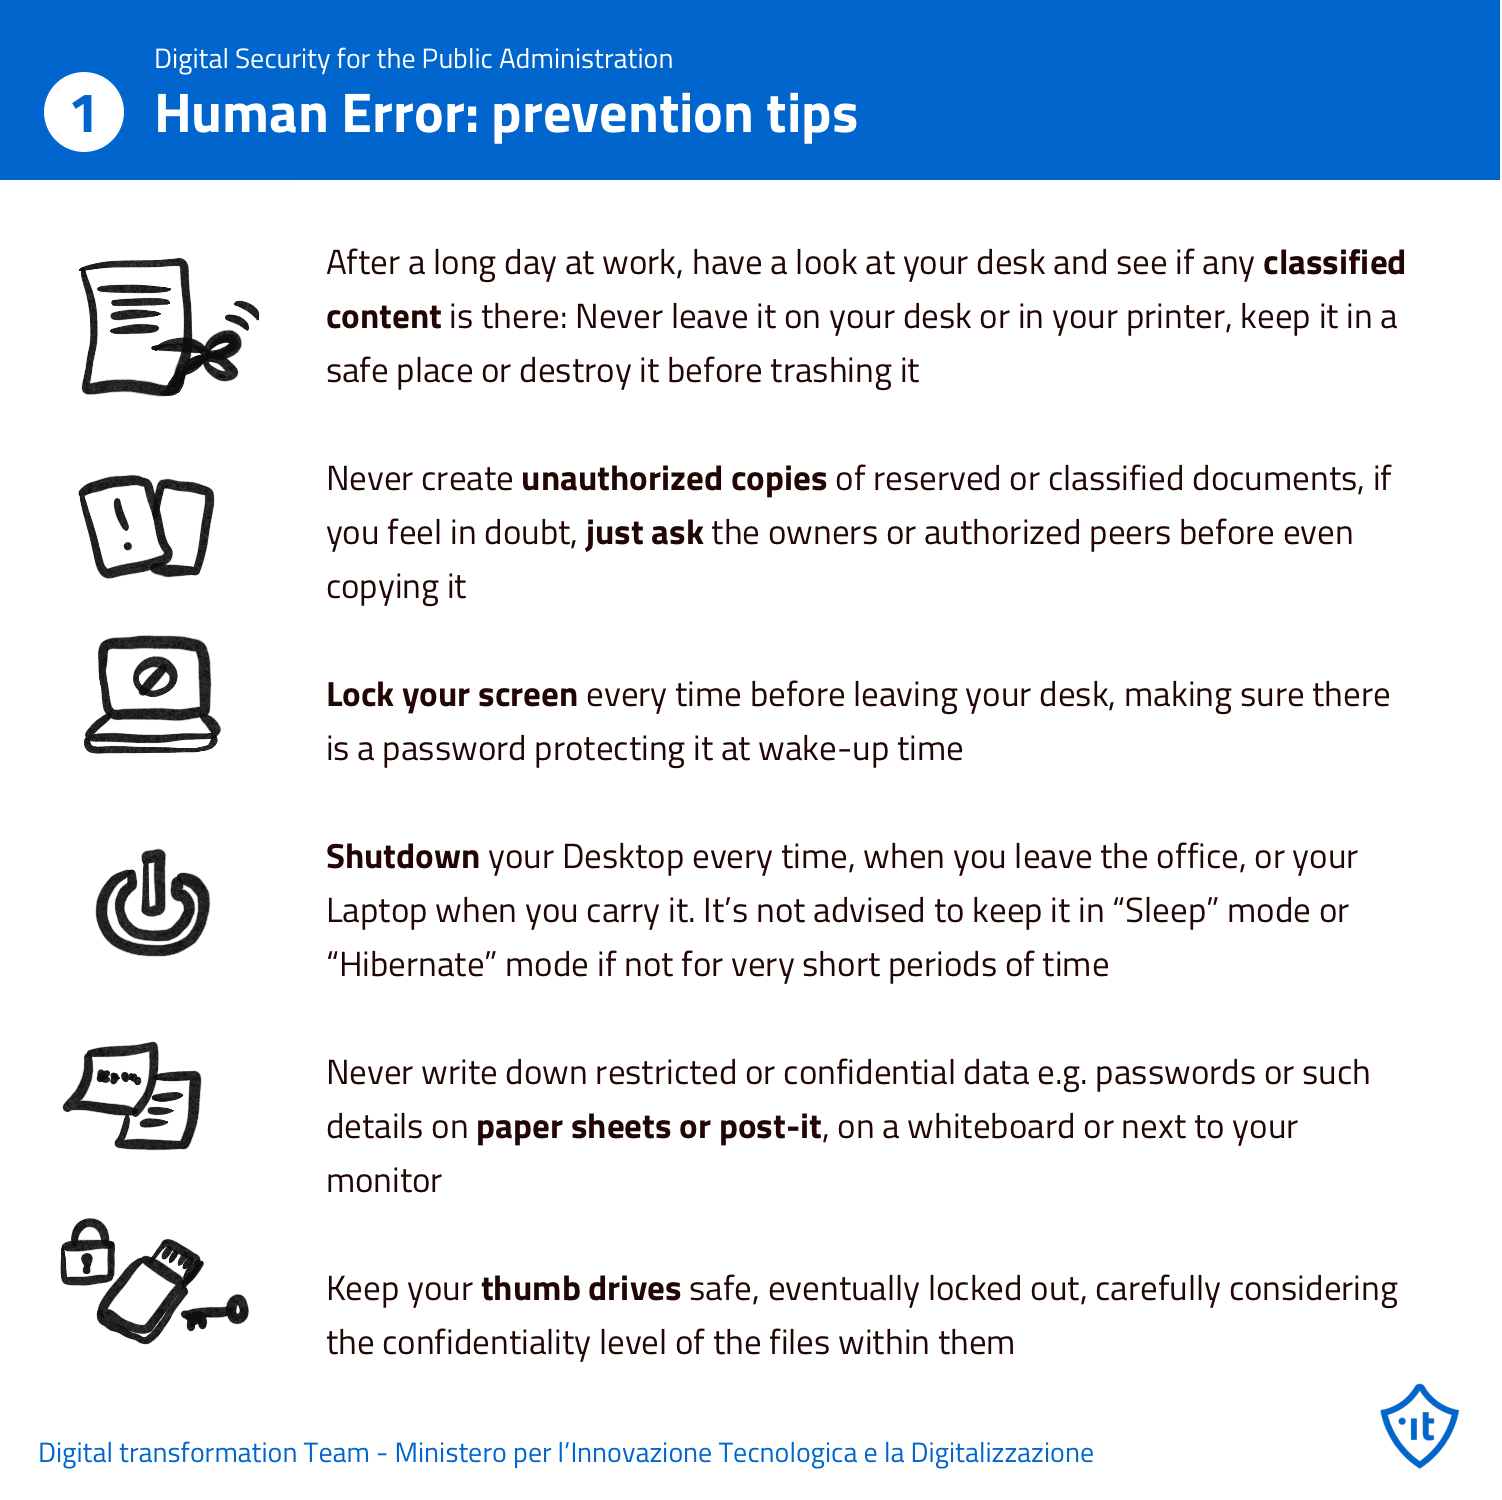 Digital Security for the Public Administration
1
Human Error: prevention tips
After a long day at work, have a look at your desk and see if any classified
content is there: Never leave it on your desk or in your printer, keep it in a
safe place or destroy it before trashing it
Never create unauthorized copies of reserved or classified documents, if
you feel in doubt, just ask the owners or authorized peers before even
copying it
Lock your screen every time before leaving your desk, making sure there
is a password protecting it at wake-up time
Shutdown your Desktop every time, when you leave the office, or your
Laptop when you carry it. It’s not advised to keep it in “Sleep” mode or
“Hibernate” mode if not for very short periods of time
Never write down restricted or confidential data e.g. passwords or such
details on paper sheets or post-it, on a whiteboard or next to your
monitor
Keep your thumb drives safe, eventually locked out, carefully considering
the confidentiality level of the files within them
Digital transformation Team - Ministero per l’Innovazione Tecnologica e la Digitalizzazione
·it